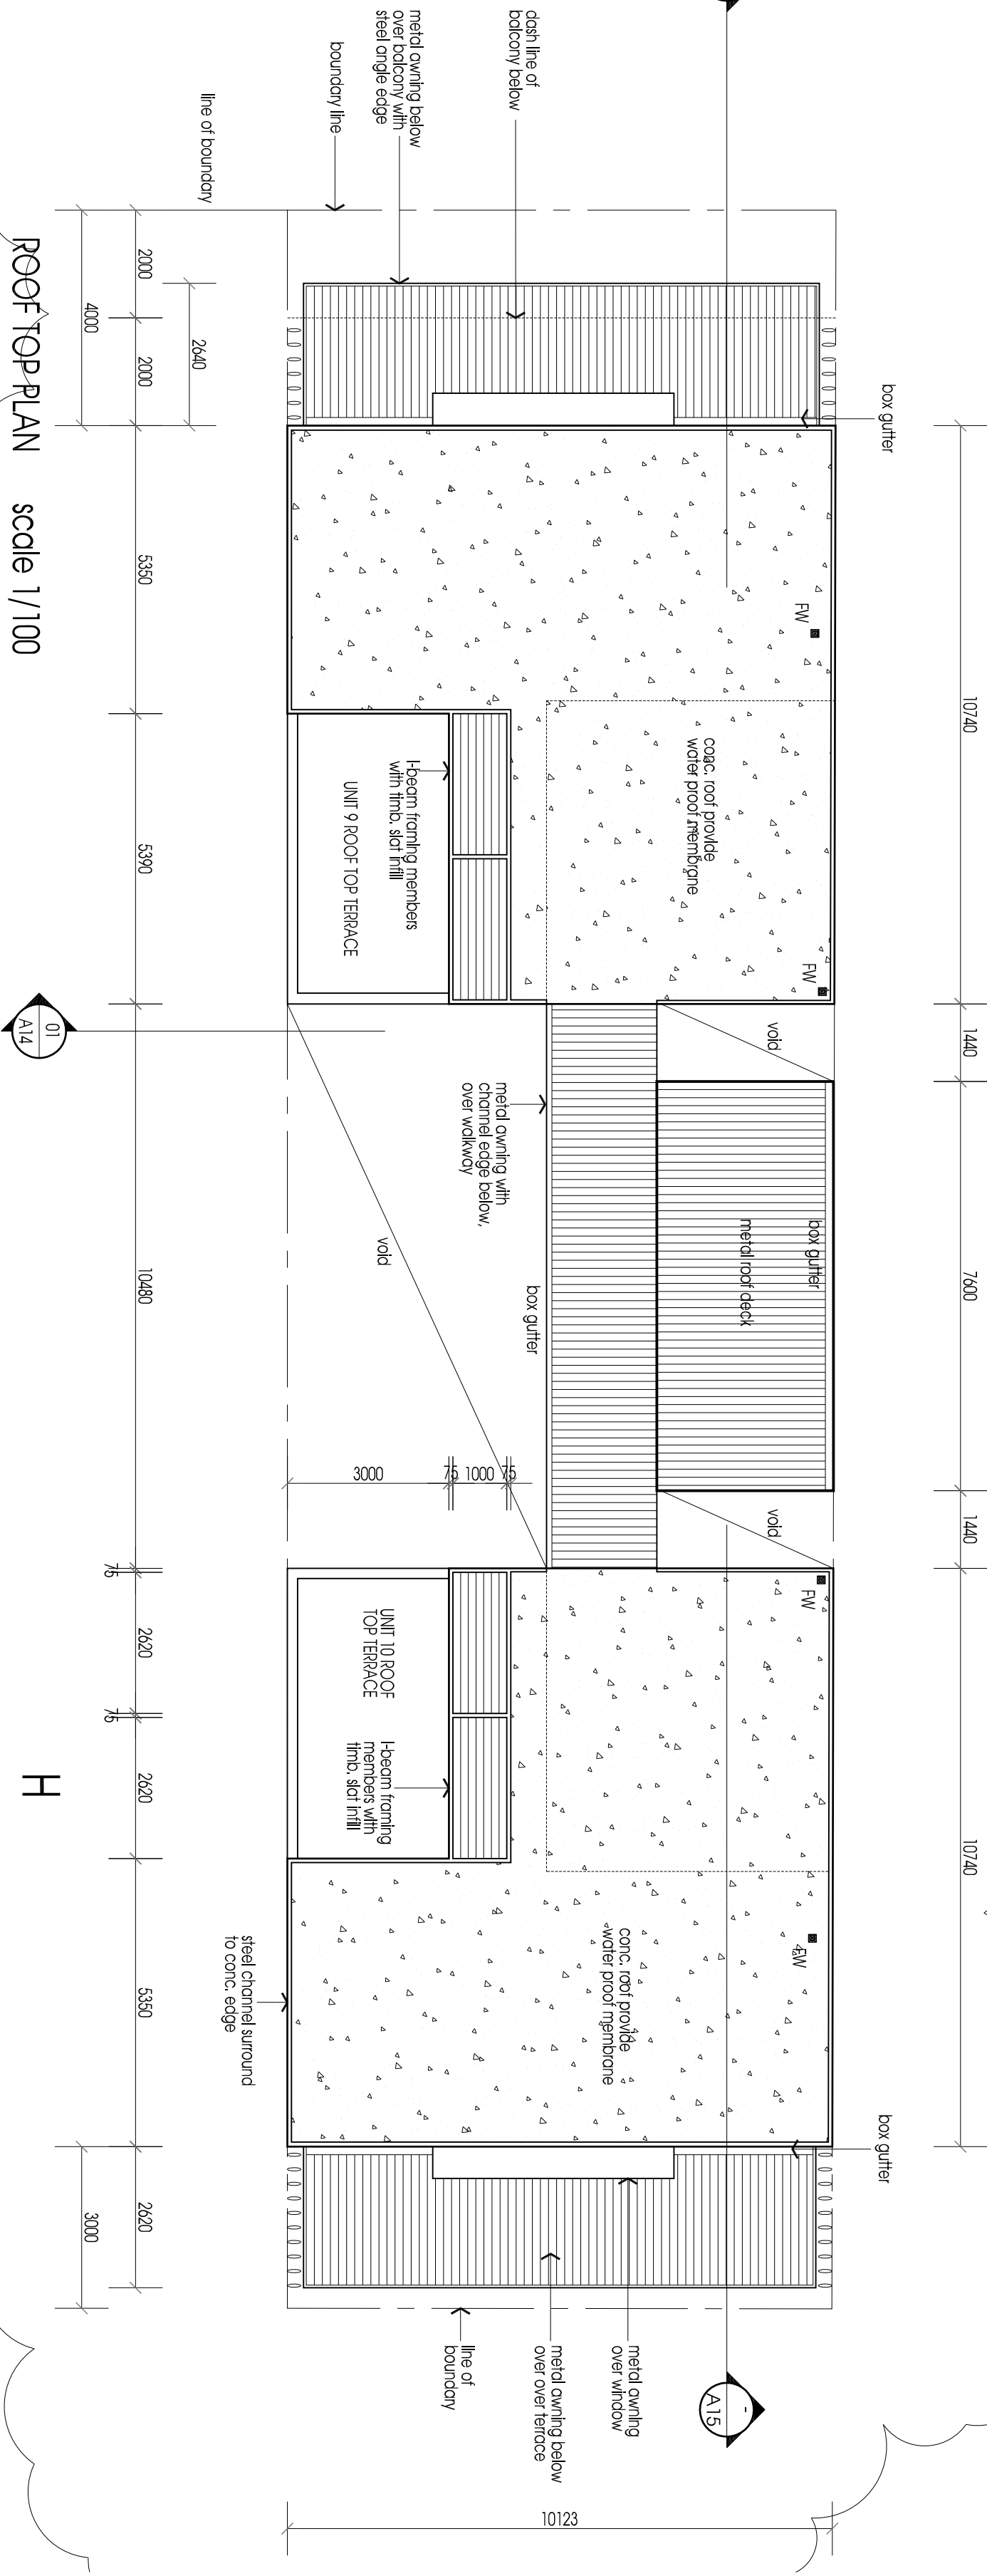 dash line of
balcony below
metal awning below
over balcony with
steel angle edge
boundary line
line of boundary
2000
2000
4000
2640
ROOF TOP PLAN scale 1/100
box gutter
10740
5350
5390
FW
FW
conc. roof provide
water proof membrane
I-beam framing members
with timb. slat infill
UNIT 9 ROOF TOP TERRACE
01
A14
1440
7600
1440
void
box gutter
metal roof deck
metal awning with
channel edge below,
over walkway
void
box gutter
10480
3000
75
1000
75
void
10740
FW
UNIT 10 ROOF
TOP TERRACE
I-beam framing
members with
timb. slat infill
75
2620
75
2620
5350
H
FW
conc. roof provide
water proof membrane
steel channel surround
to conc. edge
box gutter
2620
3000
metal awning
over window
metal awning below
over over terrace
line of
boundary
-
A15
10123